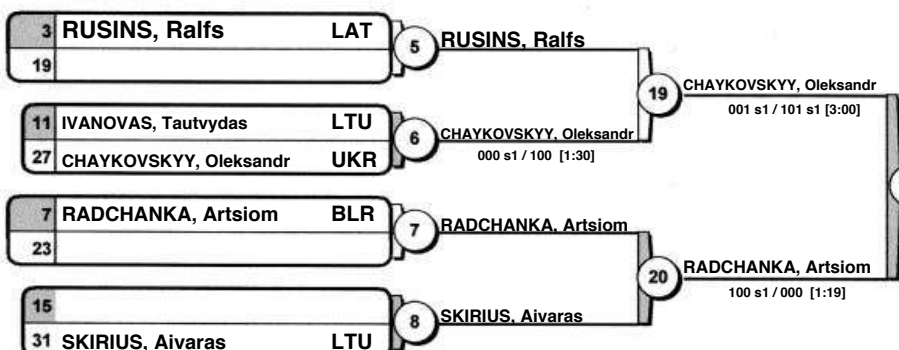 3 RUSINS, Ralfs LAT
19
5
RUSINS, Ralfs
11 IVANOVAS, Tautvydas LTU
27 CHAYKOVSKYY, Oleksandr UKR
6
CHAYKOVSKYY, Oleksandr
000 s1 / 100 [1:30]
19
CHAYKOVSKYY, Oleksandr
001 s1 / 101 s1 [3:00]
7 RADCHANKA, Artsiom BLR
23
7
RADCHANKA, Artsiom
15
31 SKIRIUS, Aivaras LTU
8
SKIRIUS, Aivaras
20
RADCHANKA, Artsiom
100 s1 / 000 [1:19]